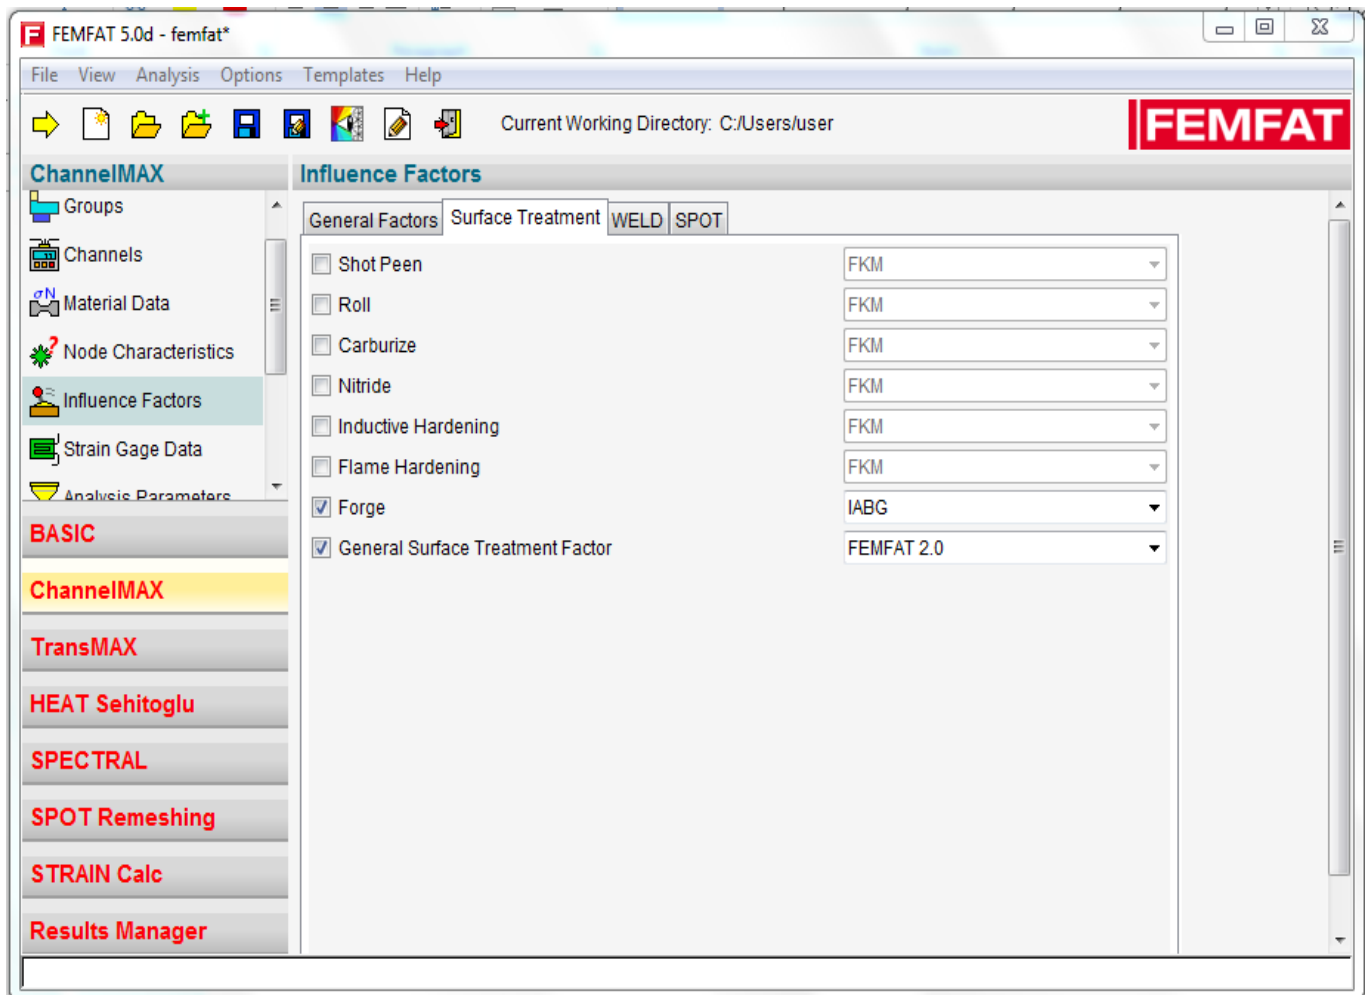 FEMFAT 5.0d - femfat*
File View Analysis Options Templates Help
Current Working Directory: C:/Users/user
FEMFAT
ChannelMAX
Influence Factors
Groups
Channels
σN
Material Data
?
Node Characteristics
Influence Factors
Strain Gage Data
Analysis Parameters
BASIC
ChannelMAX
TransMAX
HEAT Sehitoglu
SPECTRAL
SPOT Remeshing
STRAIN Calc
Results Manager
General Factors Surface Treatment WELD SPOT
Shot Peen FKM
Roll FKM
Carburize FKM
Nitride FKM
Inductive Hardening FKM
Flame Hardening FKM
Forge IABG
General Surface Treatment Factor FEMFAT 2.0